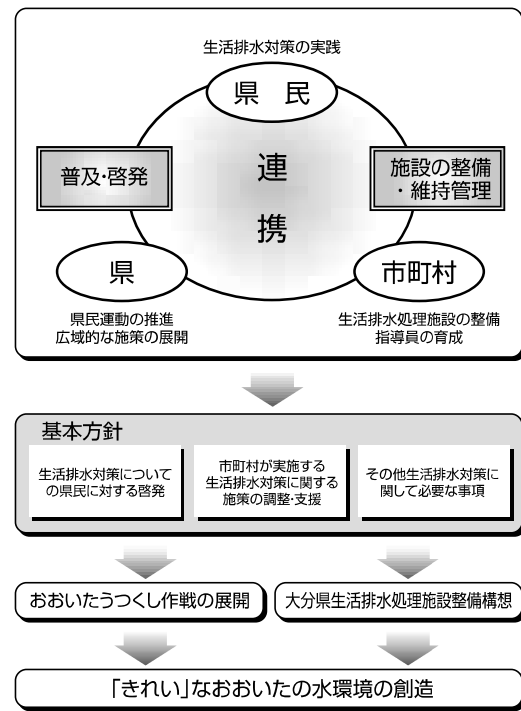 生活排水対策の実践
県 民
連
携
普及・啓発
施設の整備
・維持管理
県
市町村
県民運動の推進
広域的な施策の展開
生活排水処理施設の整備
指導員の育成
基本方針
生活排水対策について
の県民に対する啓発
市町村が実施する
生活排水対策に関する
施策の調整・支援
その他生活排水対策に
関して必要な事項
おおいたうつくし作戦の展開
大分県生活排水処理施設整備構想
「きれい」なおおいたの水環境の創造